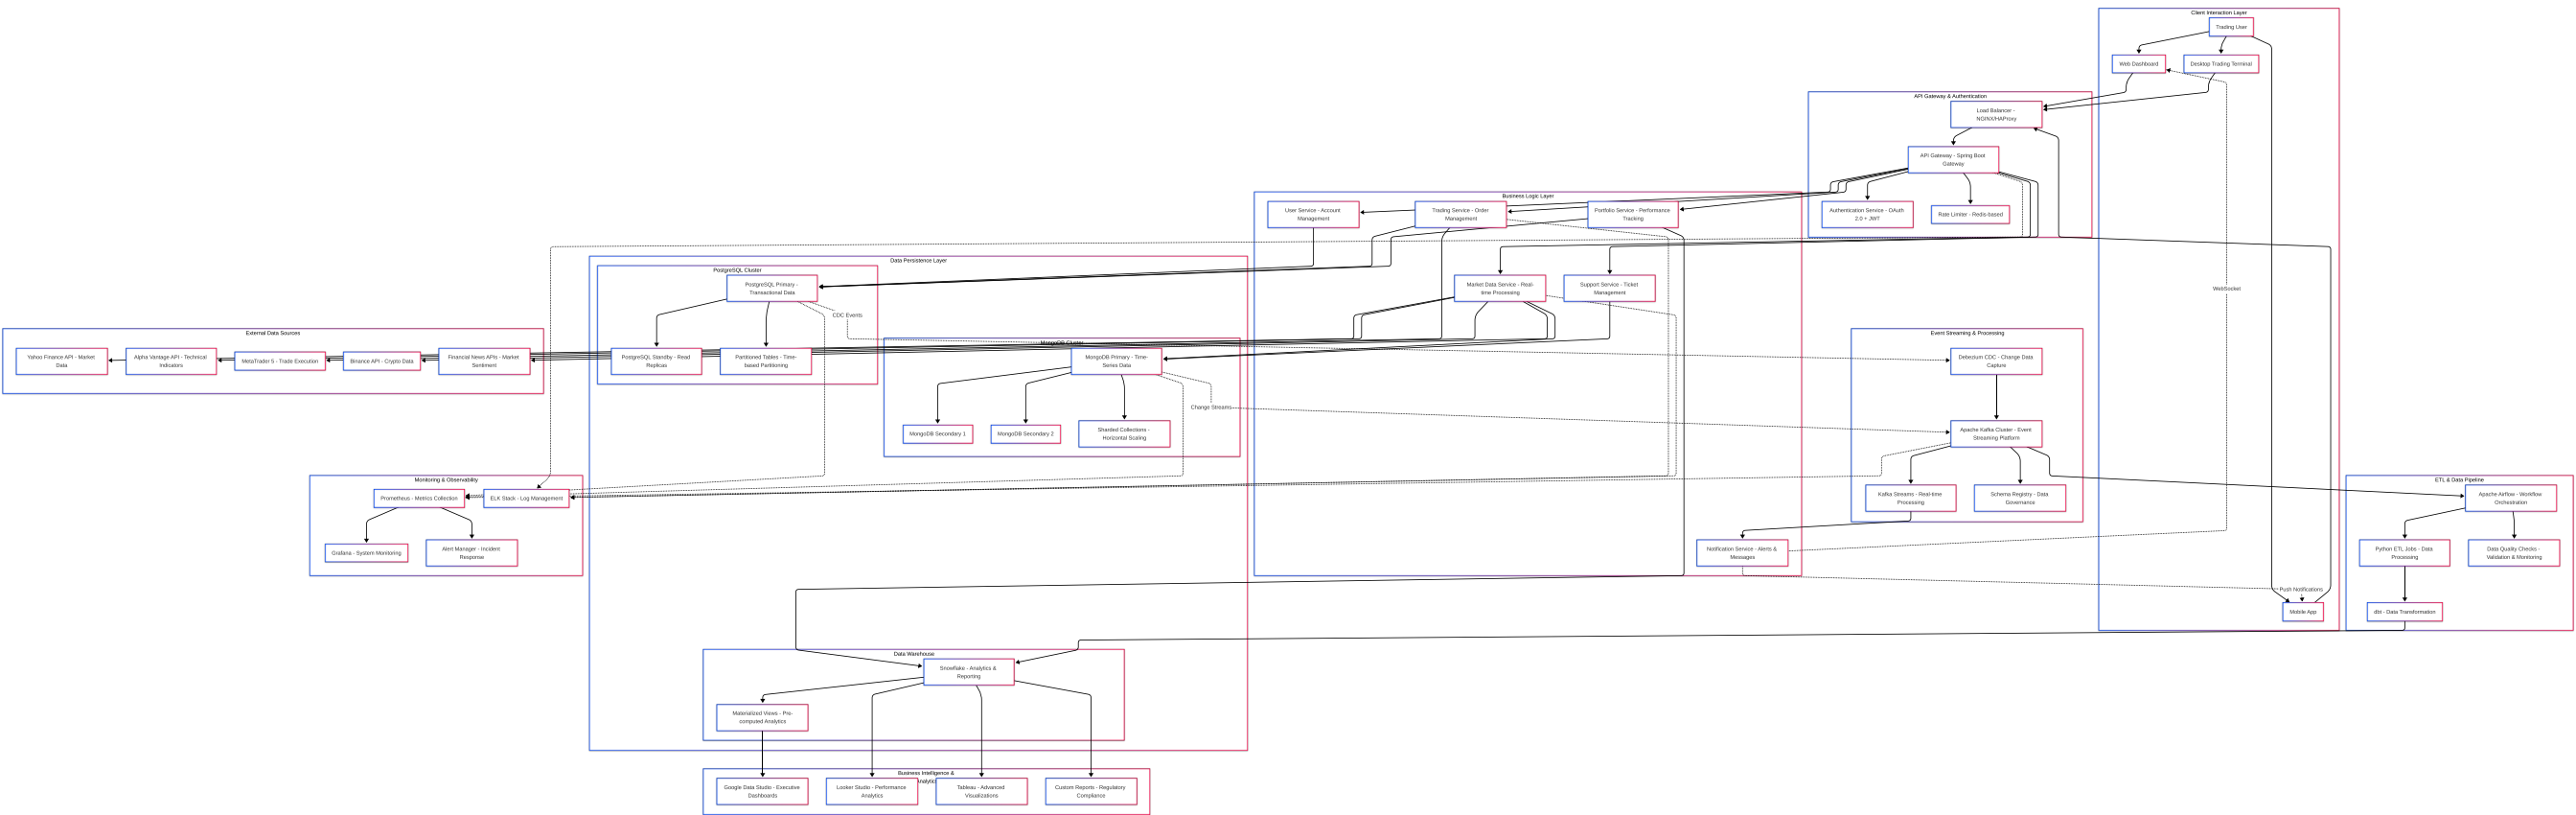 Client Interaction Layer
Trading User
Web Dashboard
Desktop Trading Terminal
API Gateway & Authentication
Load Balancer -
NGINX/HAProxy
API Gateway - Spring Boot
Gateway
Authentication Service - OAuth
2.0 + JWT
Rate Limiter - Redis-based
Business Logic Layer
User Service - Account
Management
Trading Service - Order
Management
Portfolio Service - Performance
Tracking
Market Data Service - Real-
time Processing
Support Service - Ticket
Management
Data Persistence Layer
PostgreSQL Cluster
PostgreSQL Primary -
Transactional Data
CDC Events
PostgreSQL Standby - Read
Replicas
Partitioned Tables - Time-
based Partitioning
MongoDB Cluster
MongoDB Primary - Time-
Series Data
Change Streams
MongoDB Secondary 1
MongoDB Secondary 2
Sharded Collections -
Horizontal Scaling
WebSocket
External Data Sources
Yahoo Finance API - Market
Data
Alpha Vantage API - Technical
Indicators
MetaTrader 5 - Trade Execution
Binance API - Crypto Data
Financial News APIs - Market
Sentiment
Event Streaming & Processing
Debezium CDC - Change Data
Capture
Apache Kafka Cluster - Event
Streaming Platform
Kafka Streams - Real-time
Processing
Schema Registry - Data
Governance
Monitoring & Observability
Prometheus - Metrics Collection
ELK Stack - Log Management
Grafana - System Monitoring
Alert Manager - Incident
Response
Notification Service - Alerts &
Messages
Push Notifications
Mobile App
ETL & Data Pipeline
Apache Airflow - Workflow
Orchestration
Python ETL Jobs - Data
Processing
Data Quality Checks -
Validation & Monitoring
dbt - Data Transformation
Data Warehouse
Snowflake - Analytics &
Reporting
Materialized Views - Pre-
computed Analytics
Business Intelligence &
Analytics
Google Data Studio - Executive
Dashboards
Looker Studio - Performance
Analytics
Tableau - Advanced
Visualizations
Custom Reports - Regulatory
Compliance